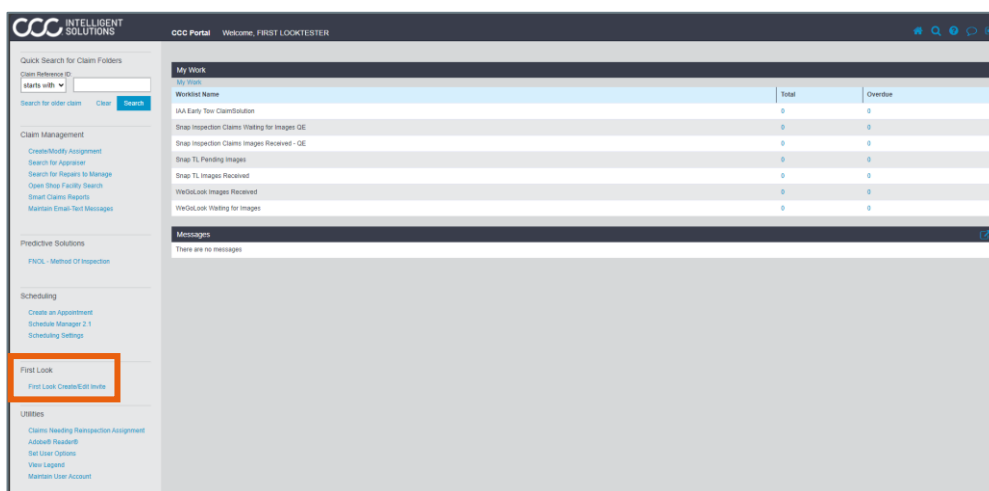 CCC INTELLIGENT SOLUTIONS
CCC Portal Welcome, FIRST LOOKTESTER
Quick Search for Claim Folders
Claim Reference ID
starts with
Search for older claim Clear Search
Claim Management
Create/Modify Assignment
Search for Appraiser
Search for Repairs to Manage
Open Shop Facility Search
Smart Claims Reports
Maintain Email-Text Messages
Predictive Solutions
FNOL - Method Of Inspection
Scheduling
Create an Appointment
Schedule Manager 2.1
Scheduling Settings
First Look
First Look Create/Edit Invite
Utilities
Claims Needing Reinspection Assignment
Adobe® Reader®
Set User Options
View Legend
Maintain User Account
My Work
My Work
Worklist Name Total Overdue
IAA Early Tow ClaimSolution 0 0
Snap Inspection Claims Waiting for Images QE 0 0
Snap Inspection Claims Images Received - QE 0 0
Snap TL Pending Images 0 0
Snap TL Images Received 0 0
WeGoLook Images Received 0 0
WeGoLook Waiting for Images 0 0
Messages
There are no messages